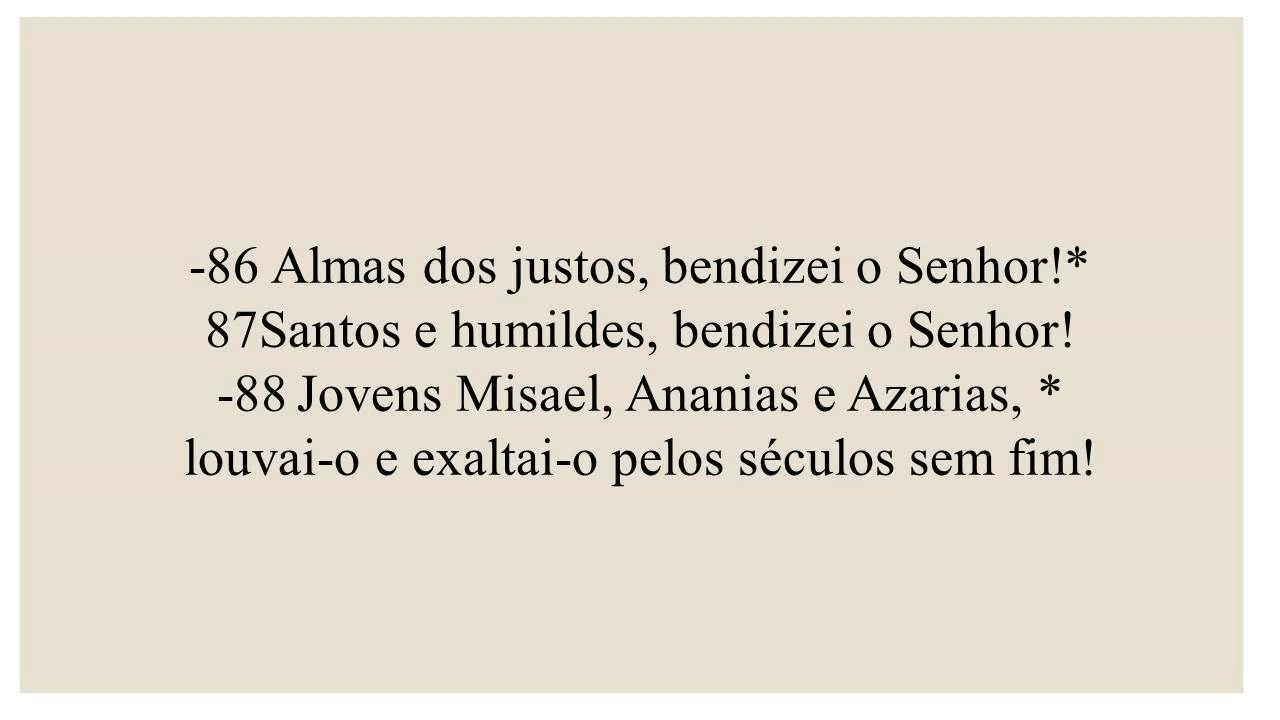 -86 Almas dos justos, bendizei o Senhor!*
87Santos e humildes, bendizei o Senhor!
-88 Jovens Misael, Ananias e Azarias, *
louvai-o e exaltai-o pelos séculos sem fim!